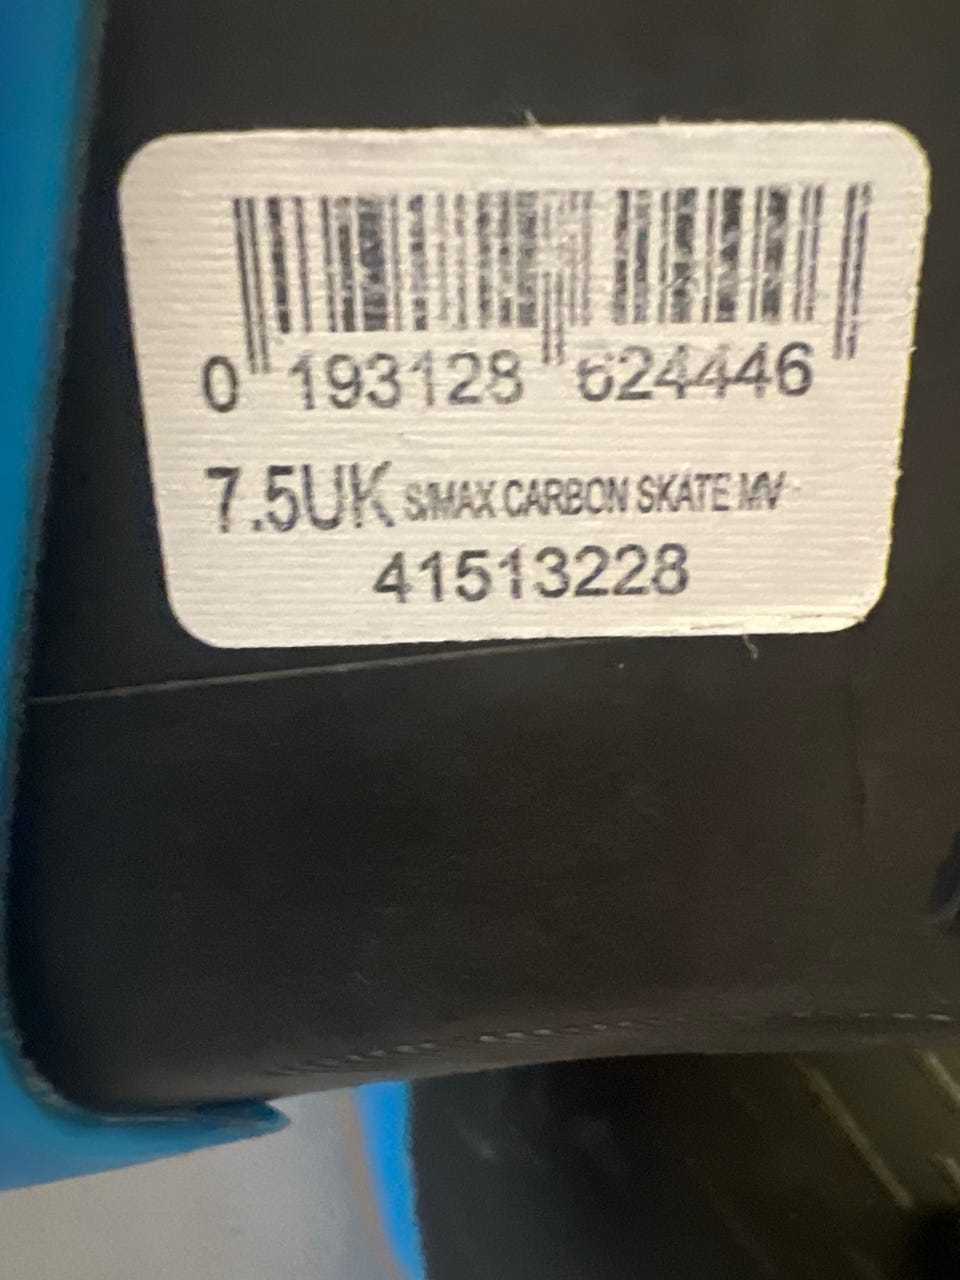 0 193128 624446
7.5UK S/MAX CARBON SKATE MV
41513228